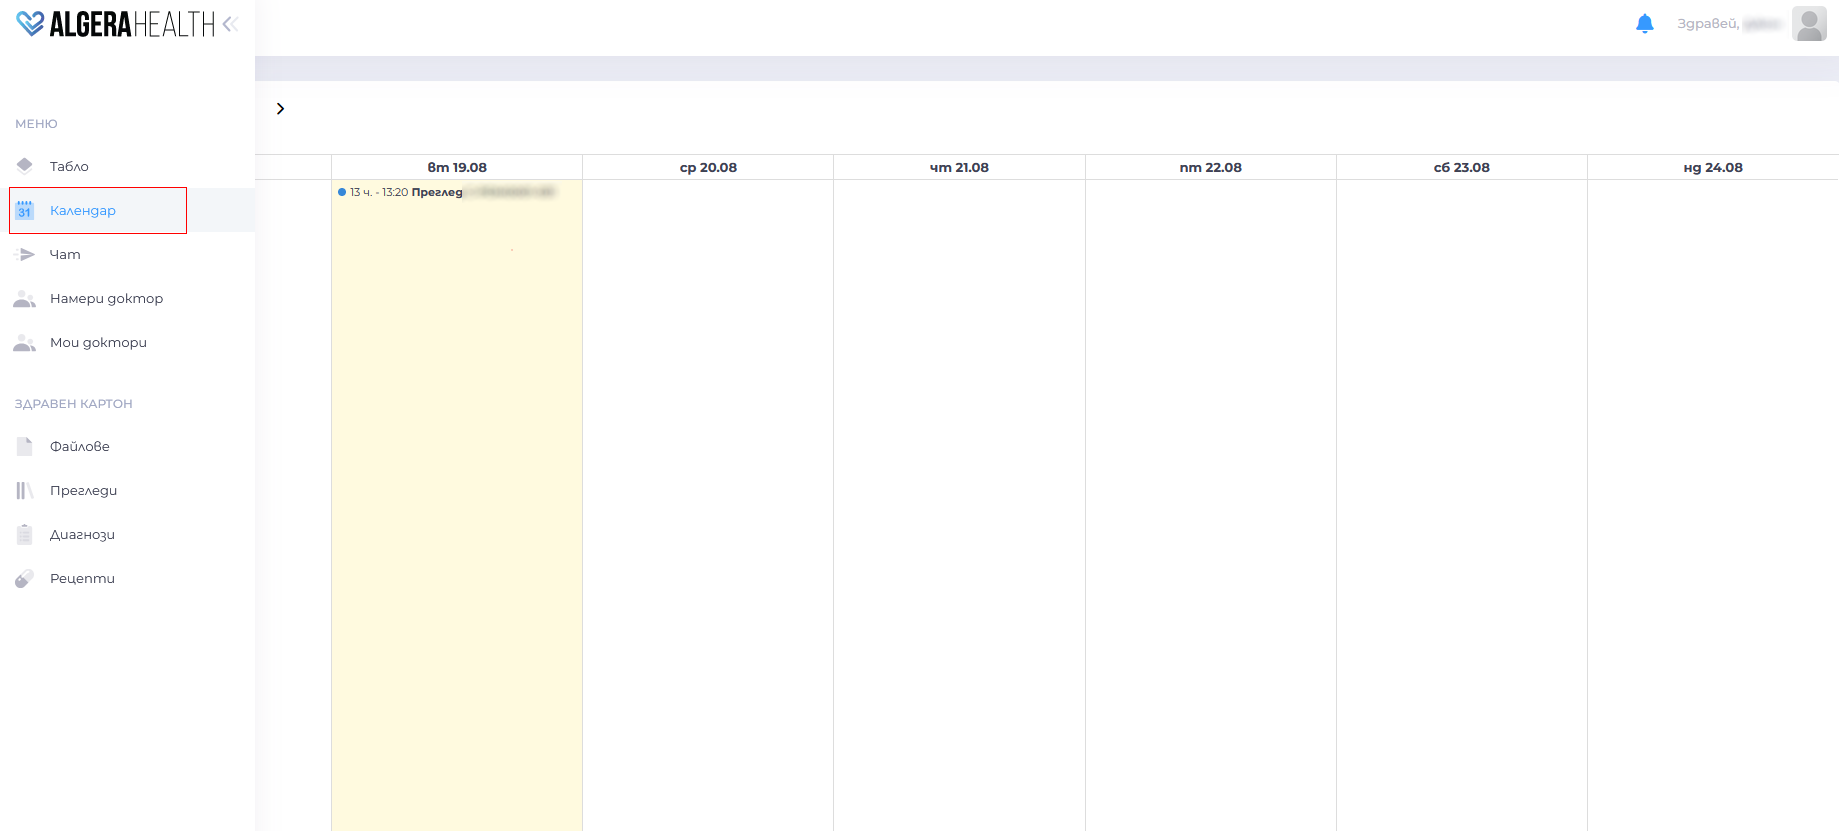 ALGERAHEALTH
Здравей,
МЕНЮ
Табло
31 Календар
Чат
Намери доктор
Мои доктори
ЗДРАВЕН КАРТОН
Файлове
Прегледи
Диагнози
Рецепти
вт 19.08 ср 20.08 чт 21.08 пт 22.08 сб 23.08 нд 24.08
13 ч. - 13:20 Преглед